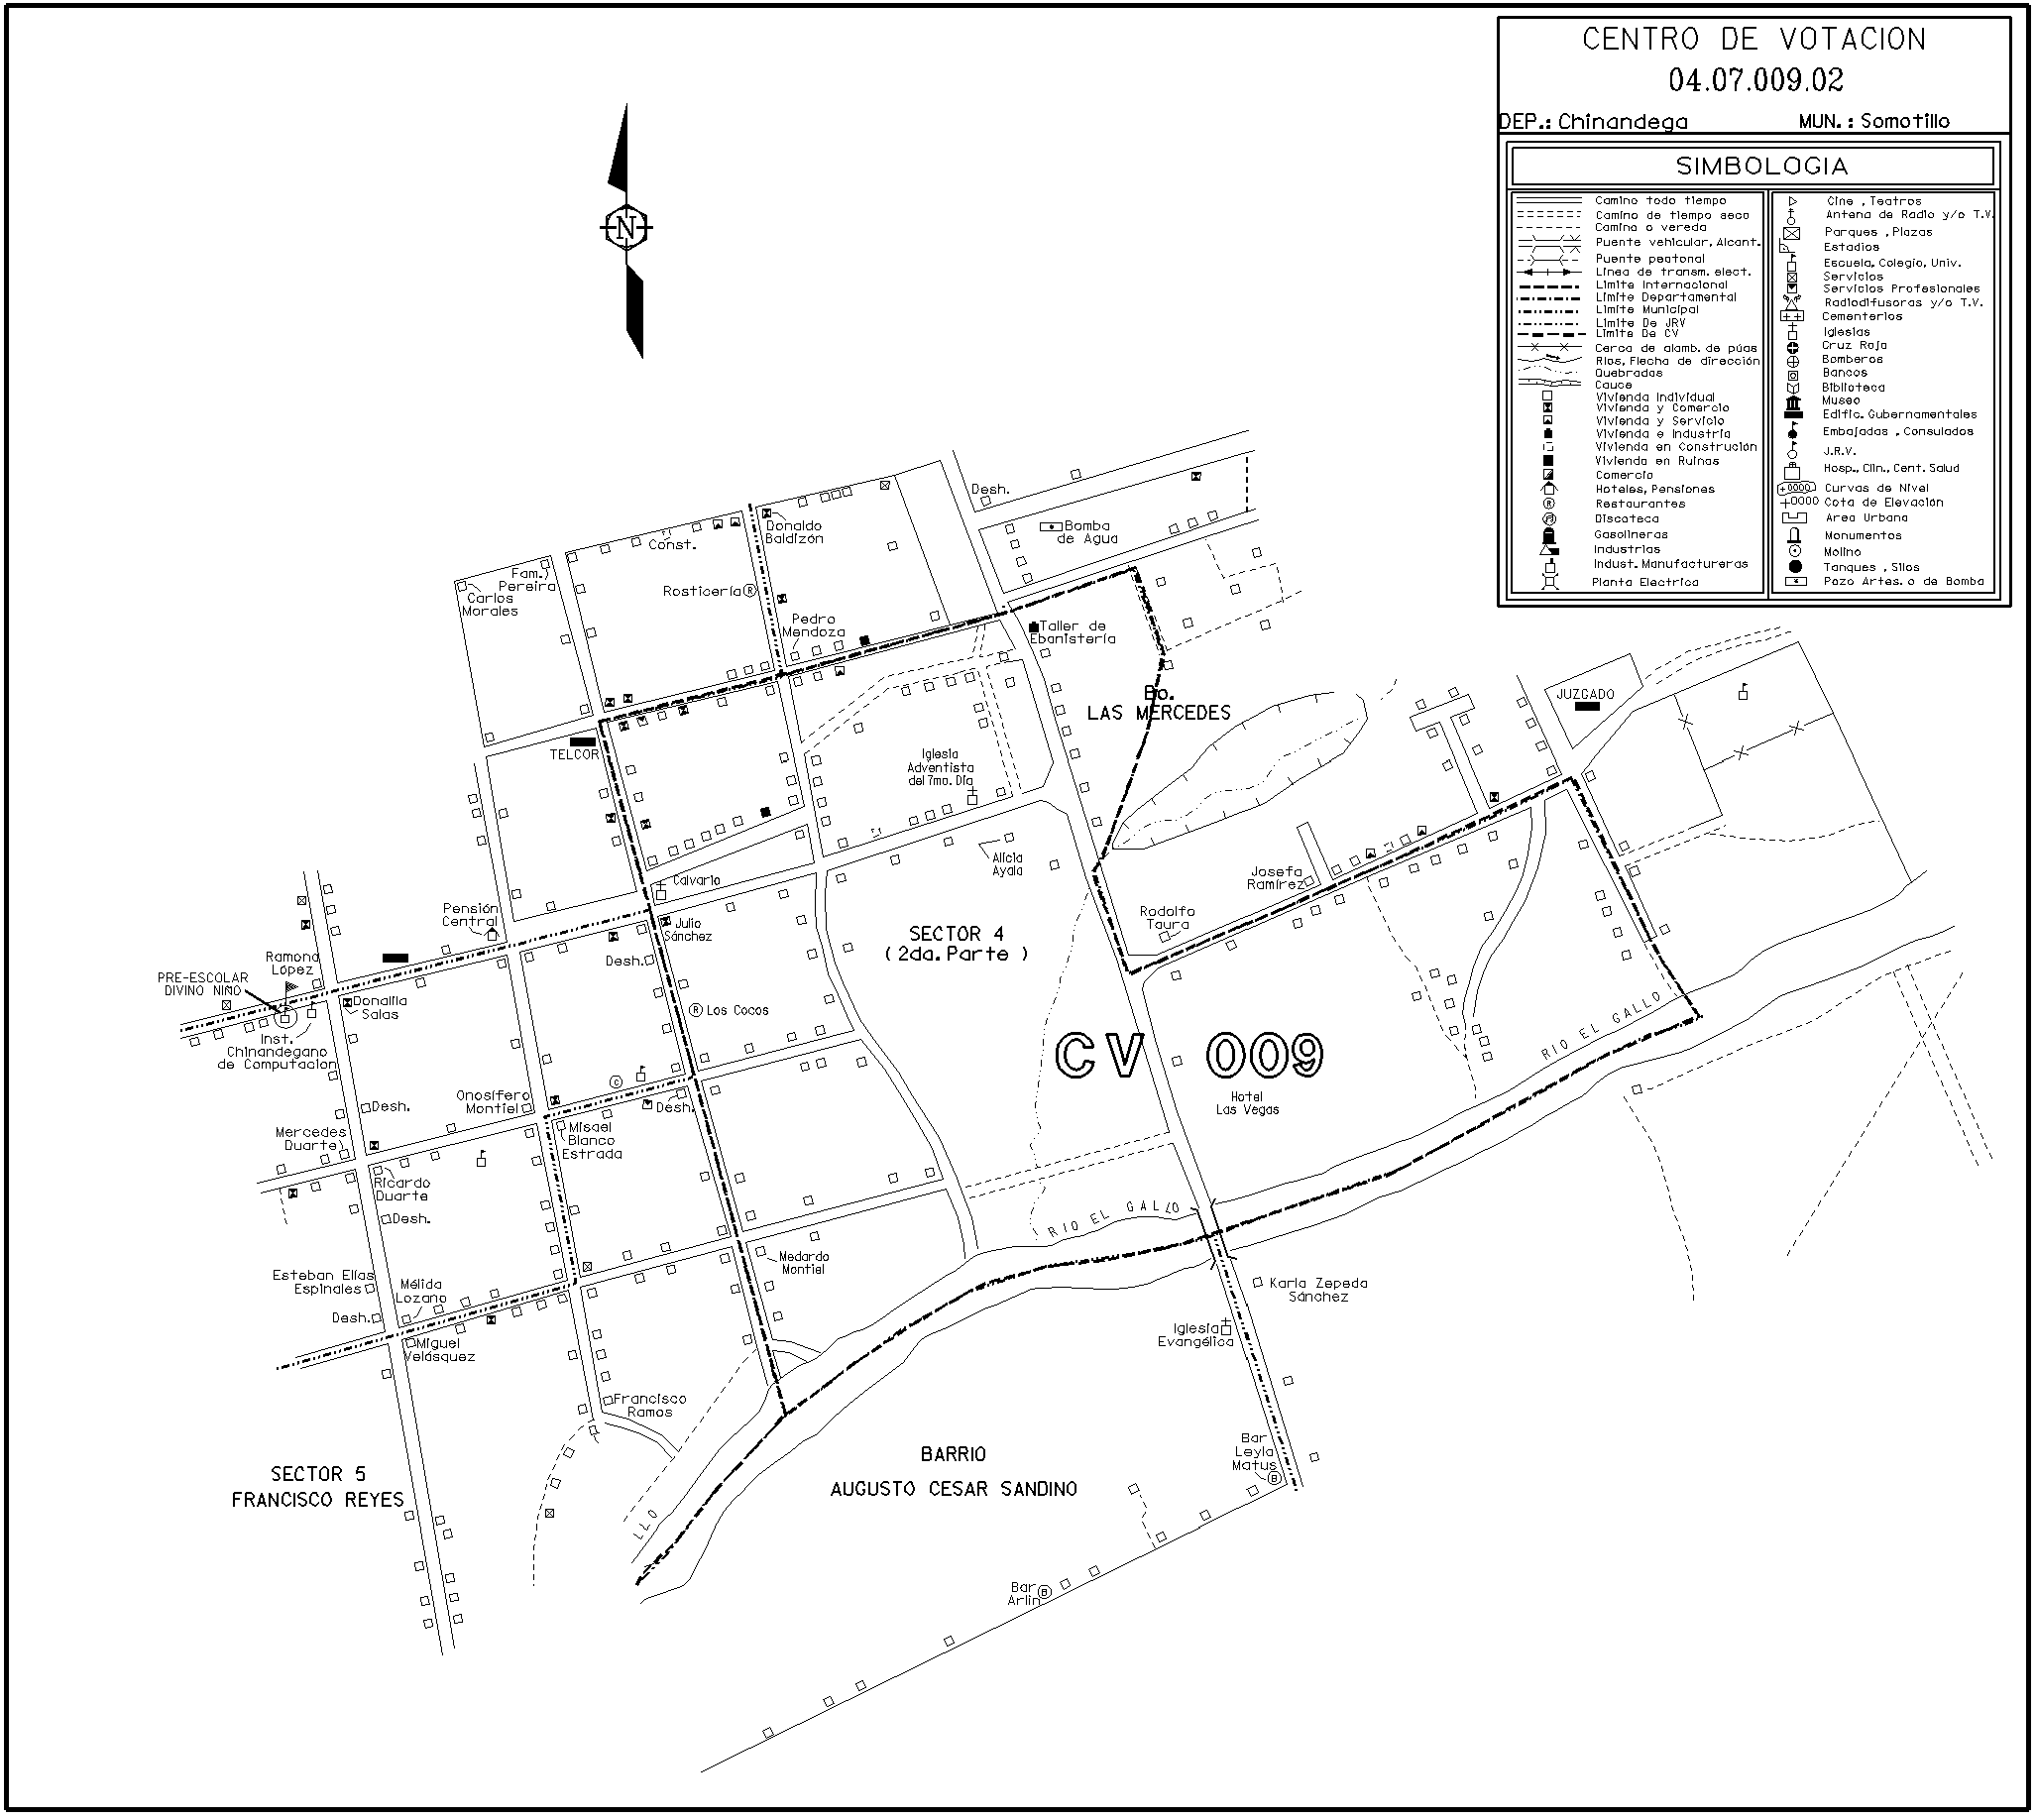 CENTRO DE VOTACION
04.07.009.02
DEP.: Chinandega
MUN.: Somotillo
SIMBOLOGIA
Camino todo tiempo
Camino de tiempo seco
Camino o vereda
Puente vehicular, Alcant.
Puente peatonal
Linea de transm. elect.
Limite Internacional
Limite Departamental
Limite Municipal
Limite De JRV
Limite De CV
Cerca de alamb. de púas
Rios, Flecha de dirección
Quebradas
Cauce
Vivienda Individual
Vivienda y Comercio
Vivienda y Servicio
Vivienda e Industria
Vivienda en Construción
Vivienda en Ruinas
Comercio
Hoteles, Pensiones
Restaurantes
Discoteca
Gasolineras
Industrias
Indust. Manufactureras
Planta Electrica
Cine , Teatros
Antena de Radio y/o T.V.
Parques , Plazas
Estadios
Escuela, Colegio, Univ.
Servicios
Servicios Profesionales
Radiodifusoras y/o T.V.
Cementerios
Iglesias
Cruz Roja
Bomberos
Bancos
Biblioteca
Museo
Edific. Gubernamentales
Embajadas , Consulados
J.R.V.
Hosp., Clin., Cent. Salud
+0000 Curvas de Nivel
+0000 Cota de Elevación
Area Urbana
Monumentos
Molino
Tanques , Silos
Pozo Artes. o de Bomba
N
Desh.
Bomba
de Agua
Donaldo
Baldizón
Const.
Fam.
Pereira
Carlos
Morales
Rosticería R
Pedro
Mendoza
Taller de
Ebanistería
Bo.
LAS MERCEDES
JUZGADO
TELCOR
Iglesia
Adventista
del 7mo. Día
Alicia
Ayala
Josefa
Ramírez
Rodolfo
Taura
Calvario
Pensión
Central
Julio
Sánchez
Desh.
SECTOR 4
( 2da. Parte )
Ramona
López
PRE-ESCOLAR
DIVINO NIÑO
Donatila
Salas
Inst.
Chinandegano
de Computacion
R Los Cocos
CV 009
Hotel
Las Vegas
RIO EL GALLO
C
Onosífero
Montiel
Desh.
Desh.
Mercedes
Duarte
Misael
Blanco
Estrada
Ricardo
Duarte
Desh.
RIO EL GALLO
Medardo
Montiel
Esteban Elías
Espinales
Mélida
Lozano
Desh.
Miguel
Velásquez
Karla Zepeda
Sánchez
Iglesia
Evangélica
Francisco
Ramos
SECTOR 5
FRANCISCO REYES
BARRIO
AUGUSTO CESAR SANDINO
Bar
Leyla
Matus
B
LLO
Bar
Arlin
B